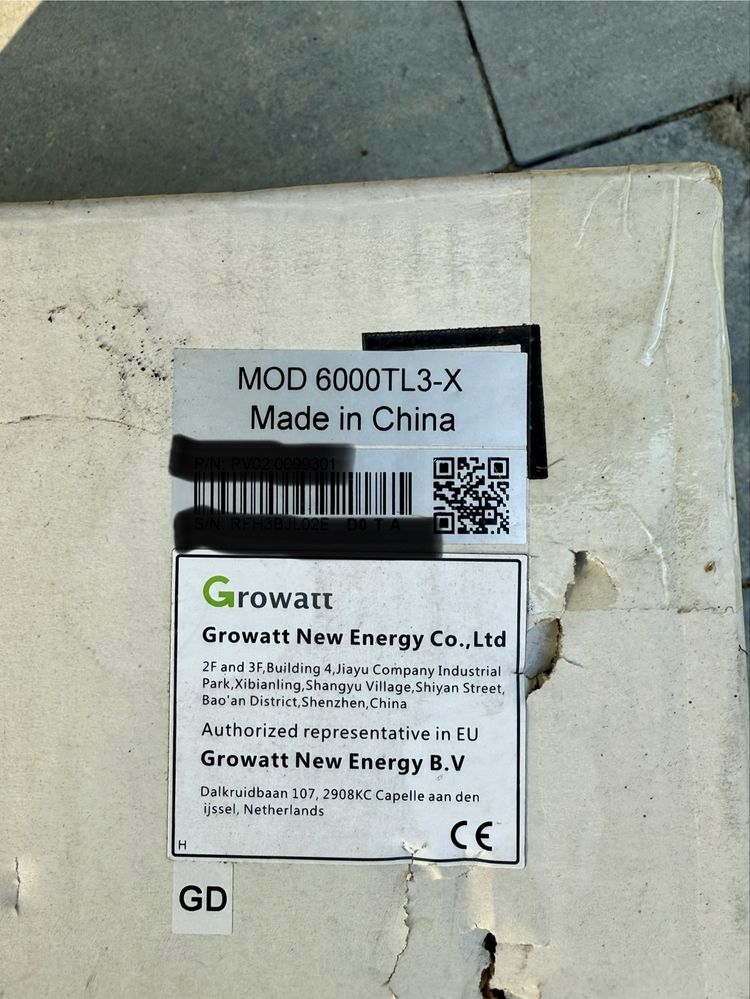 MOD 6000TL3-X
Made in China
Growatt
Growatt New Energy Co.,Ltd
2F and 3F,Building 4,Jiayu Company Industrial
Park,Xibianling,Shangyu Village,Shiyan Street,
Bao'an District,Shenzhen,China
Authorized representative in EU
Growatt New Energy B.V
Dalkruidbaan 107, 2908KC Capelle aan den
ijssel, Netherlands
CE
H
GD